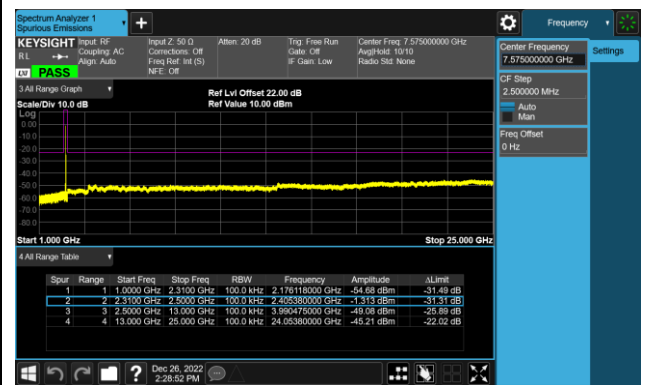 Spectrum Analyzer 1
Spurious Emissions
Frequency
KEYSIGHT Input: RF Input Z: 50 Ω Atten: 20 dB Trig: Free Run Center Freq: 7.575000000 GHz
RL Coupling: AC Corrections: Off Gate: Off Avg|Hold: 10/10
Align: Auto Freq Ref: Int (S) IF Gain: Low Radio Std: None
NFE: Off
LXI PASS
Center Frequency
7.575000000 GHz
Settings
CF Step
2.500000 MHz
Auto
Man
Freq Offset
0 Hz
3 All Range Graph
Ref Lvl Offset 22.00 dB
Scale/Div 10.0 dB Ref Value 10.00 dBm
Log
0.00
-10.0
-20.0
-30.0
-40.0
-50.0
-60.0
-70.0
-80.0
Start 1.000 GHz Stop 25.000 GHz
4 All Range Table
Spur Range Start Freq Stop Freq RBW Frequency Amplitude ΔLimit
1 1 1.0000 GHz 2.3100 GHz 100.0 kHz 2.176118000 GHz -54.68 dBm -31.49 dB
2 2 2.3100 GHz 2.5000 GHz 100.0 kHz 2.405380000 GHz -1.313 dBm -31.31 dB
3 3 2.5000 GHz 13.000 GHz 100.0 kHz 3.990475000 GHz -49.08 dBm -25.89 dB
4 4 13.000 GHz 25.000 GHz 100.0 kHz 24.05380000 GHz -45.21 dBm -22.02 dB
Dec 26, 2022
2:28:52 PM